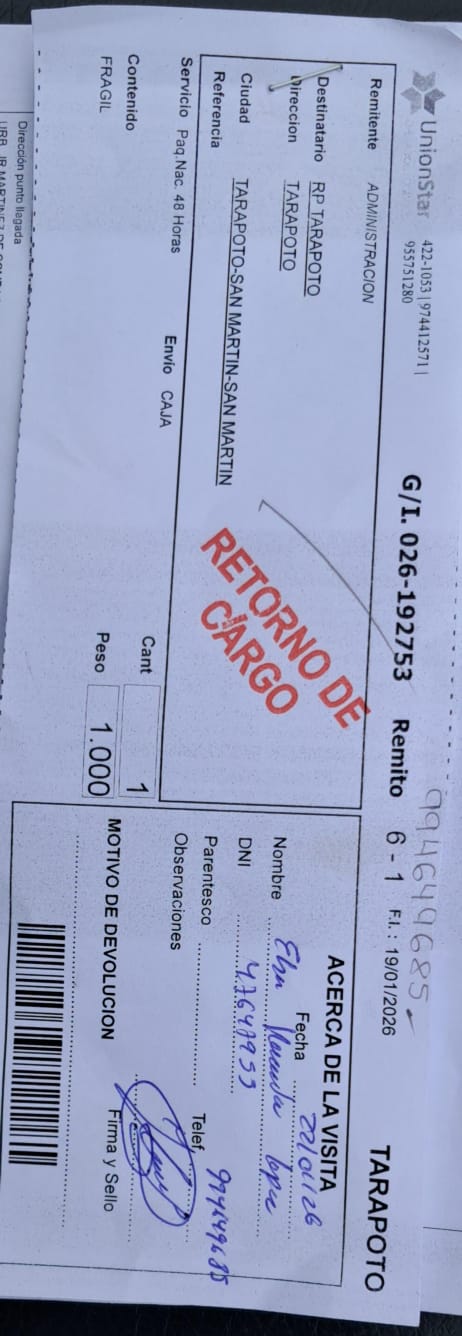 UnionStar 422-1053 | 974412571 |
955751280
G/I. 026-192753 Remito 6 - 1 F.I.: 19/01/2026 TARAPOTO
994649685
Remitente ADMINISTRACION
Destinatario RP TARAPOTO
Direccion TARAPOTO
Ciudad TARAPOTO-SAN MARTIN-SAN MARTIN
Referencia
RETORNO DE
CARGO
Servicio Paq.Nac. 48 Horas Envío CAJA
Cant 1
Contenido
FRAGIL
Peso 1.000
ACERCA DE LA VISITA
Fecha 22/01/26
Nombre
DNI 47647953
Parentesco
Telef. 994649685
Observaciones
MOTIVO DE DEVOLUCION Firma y Sello
Dirección punto llegada